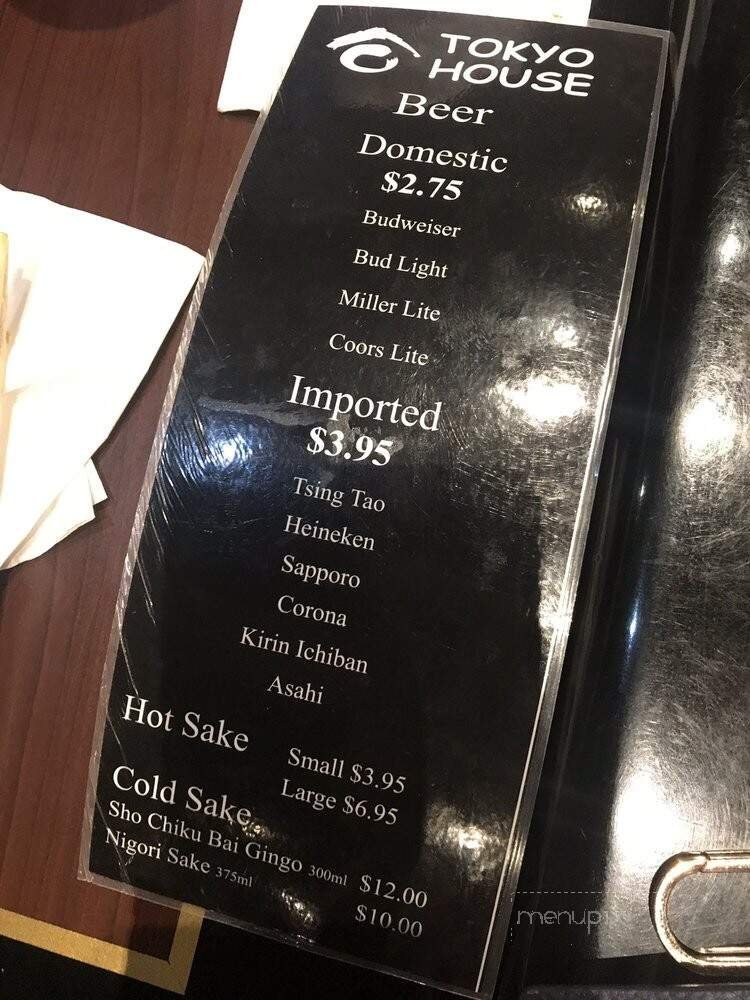 TOKYO
HOUSE
Beer
Domestic
$2.75
Budweiser
Bud Light
Miller Lite
Coors Lite
Imported
$3.95
Tsing Tao
Heineken
Sapporo
Corona
Kirin Ichiban
Asahi
Hot Sake Small $3.95
Large $6.95
Cold Sake
Sho Chiku Bai Gingo 300ml $12.00
Nigori Sake 375ml $10.00